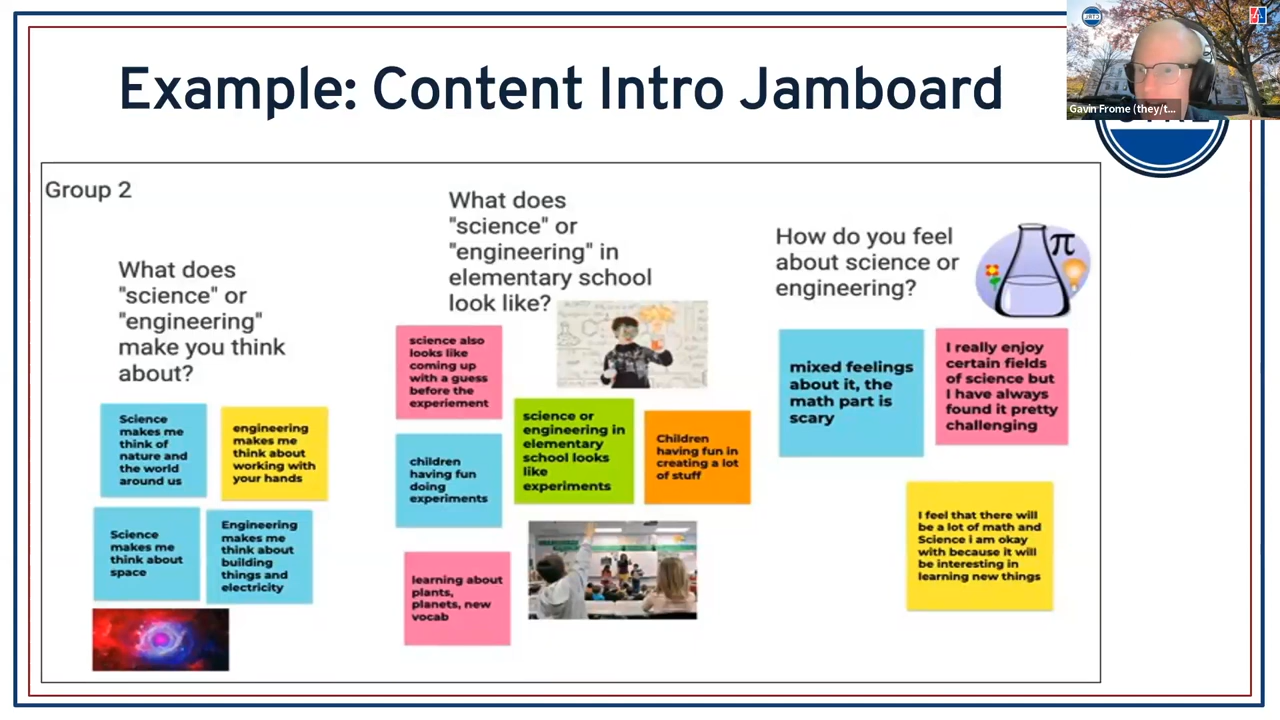 Example: Content Intro Jamboard
Gavin Frome (they/t...
Group 2
What does
"science" or
"engineering"
make you think
about?
Science
makes me
think of
nature and
the world
around us
engineering
makes me
think about
working with
your hands
Science
makes me
think about
space
Engineering
makes me
think about
building
things and
electricity
What does
"science" or
"engineering" in
elementary school
look like?
science also
looks like
coming up
with a guess
before the
experiement
children
having fun
doing
experiments
science or
engineering in
elementary
school looks
like
experiments
Children
having fun in
creating a lot
of stuff
learning about
plants,
planets, new
vocab
How do you feel
about science or
engineering?
π
mixed feelings
about it, the
math part is
scary
I really enjoy
certain fields
of science but
I have always
found it pretty
challenging
I feel that there will
be a lot of math and
Science i am okay
with because it will
be interesting in
learning new things